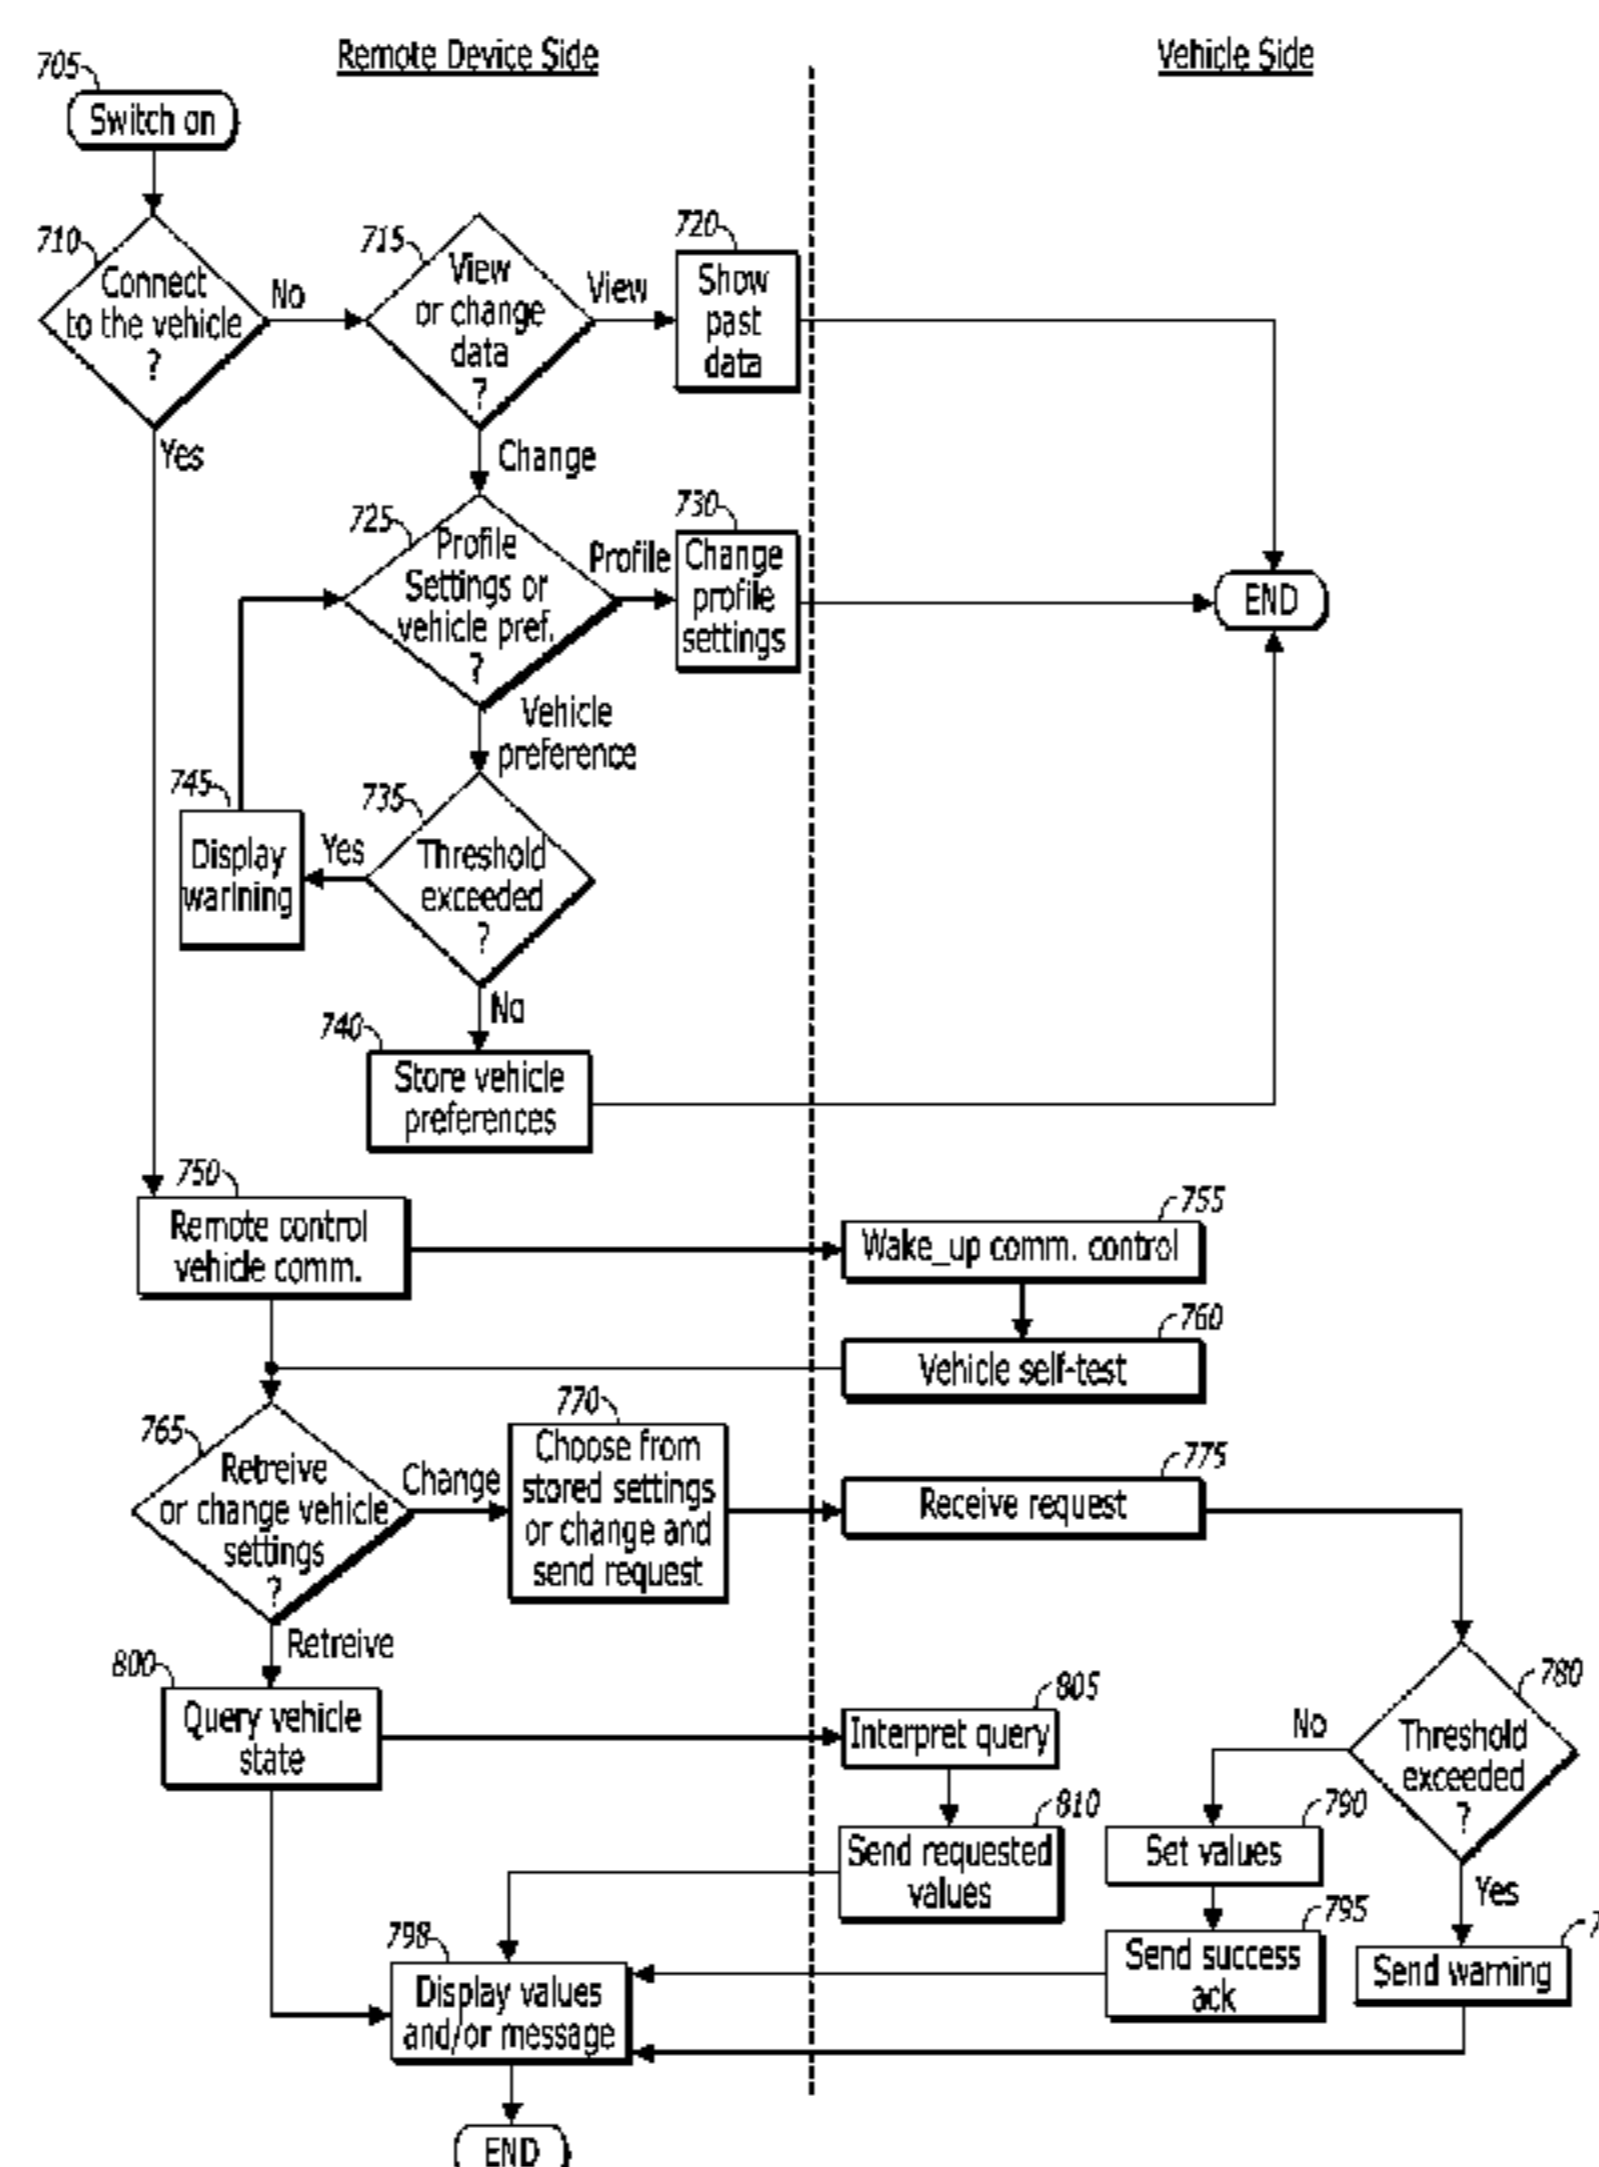 Remote Device Side
Vehicle Side
705
Switch on
710
Connect
to the vehicle
?
No
Yes
715
View
or change
data
?
View
Change
720
Show
past
data
725
Profile
Settings or
vehicle pref.
?
Profile
Vehicle
preference
730
Change
profile
settings
END
735
Threshold
exceeded
?
Yes
No
745
Display
warining
740
Store vehicle
preferences
750
Remote control
vehicle comm.
755
Wake_up comm. control
760
Vehicle self-test
765
Retreive
or change vehicle
settings
?
Change
Retreive
770
Choose from
stored settings
or change and
send request
775
Receive request
780
Threshold
exceeded
?
No
Yes
800
Query vehicle
state
805
Interpret query
810
Send requested
values
790
Set values
795
Send success
ack
7
Send warning
798
Display values
and/or message
END